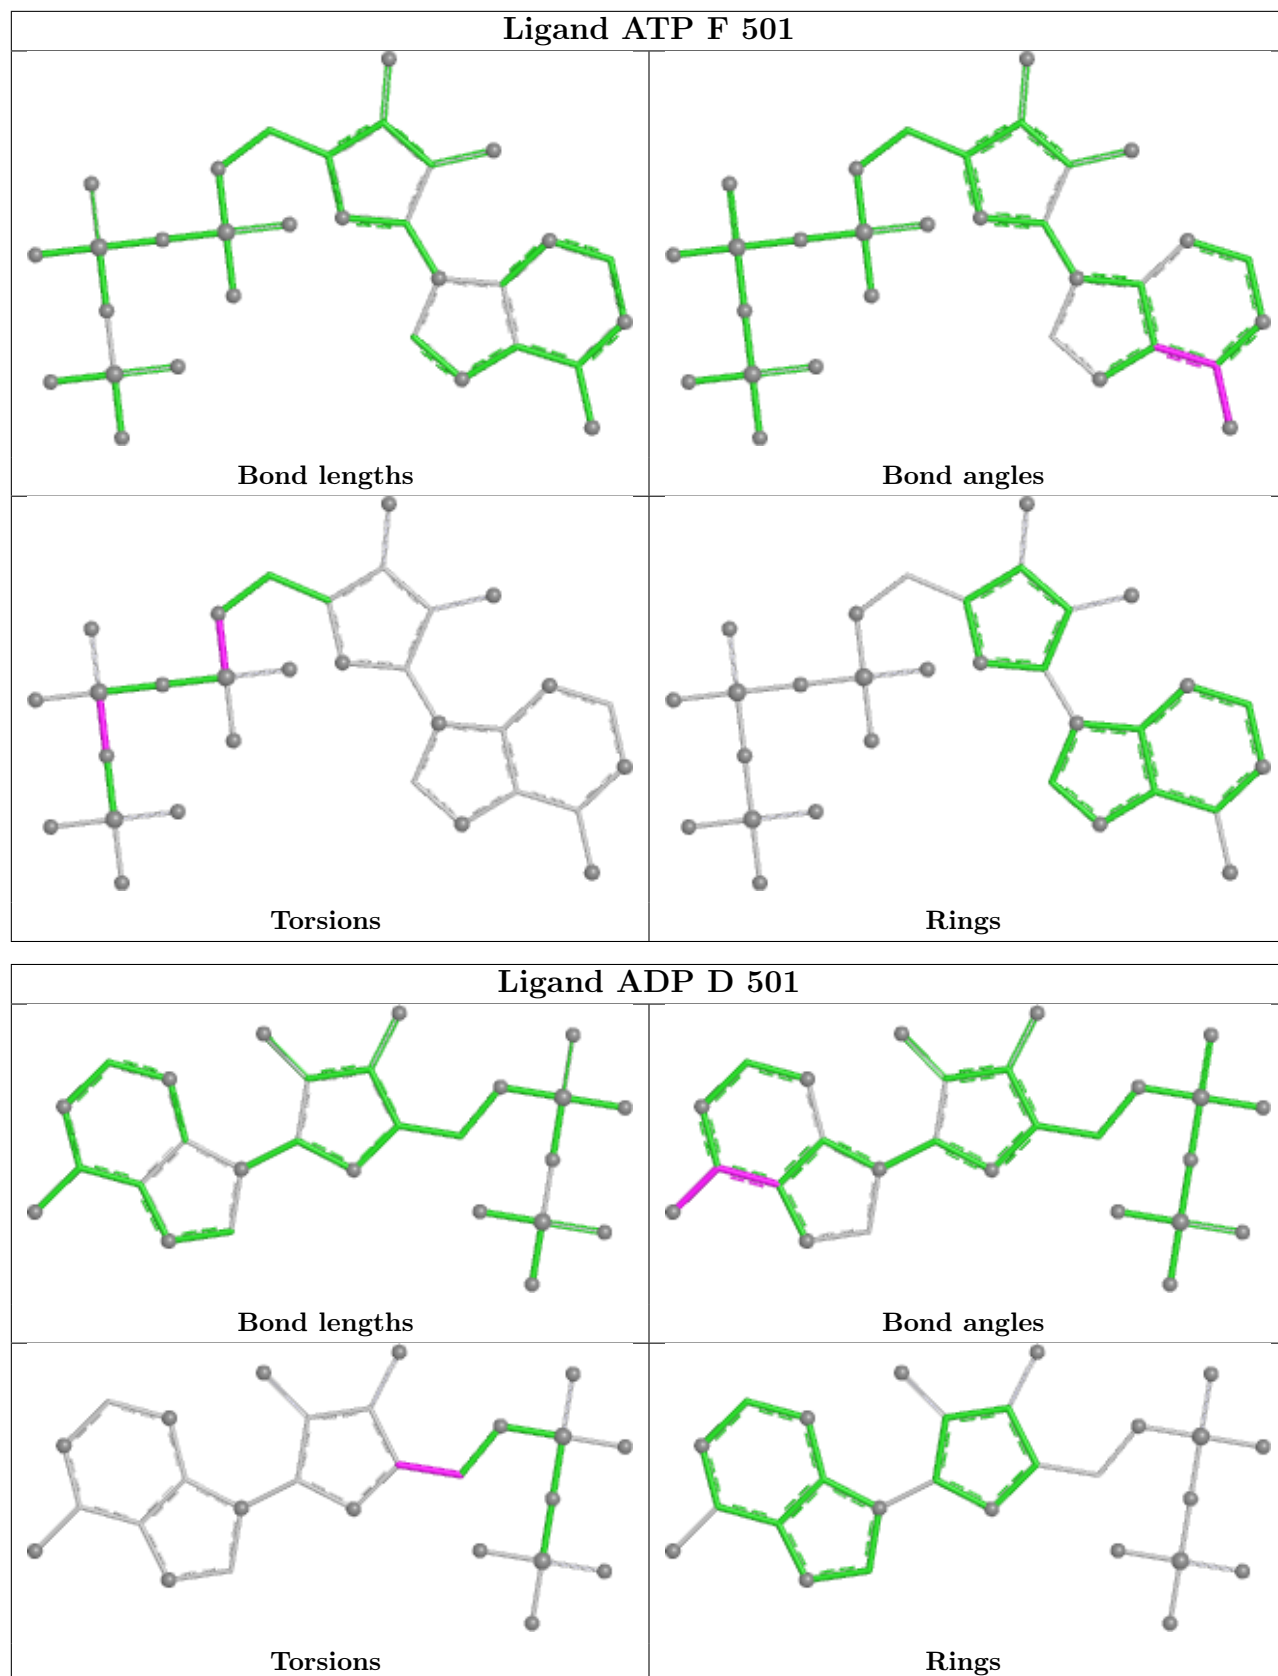 Ligand ATP F 501
Bond lengths
Bond angles
Torsions
Rings
Ligand ADP D 501
Bond lengths
Bond angles
Torsions
Rings